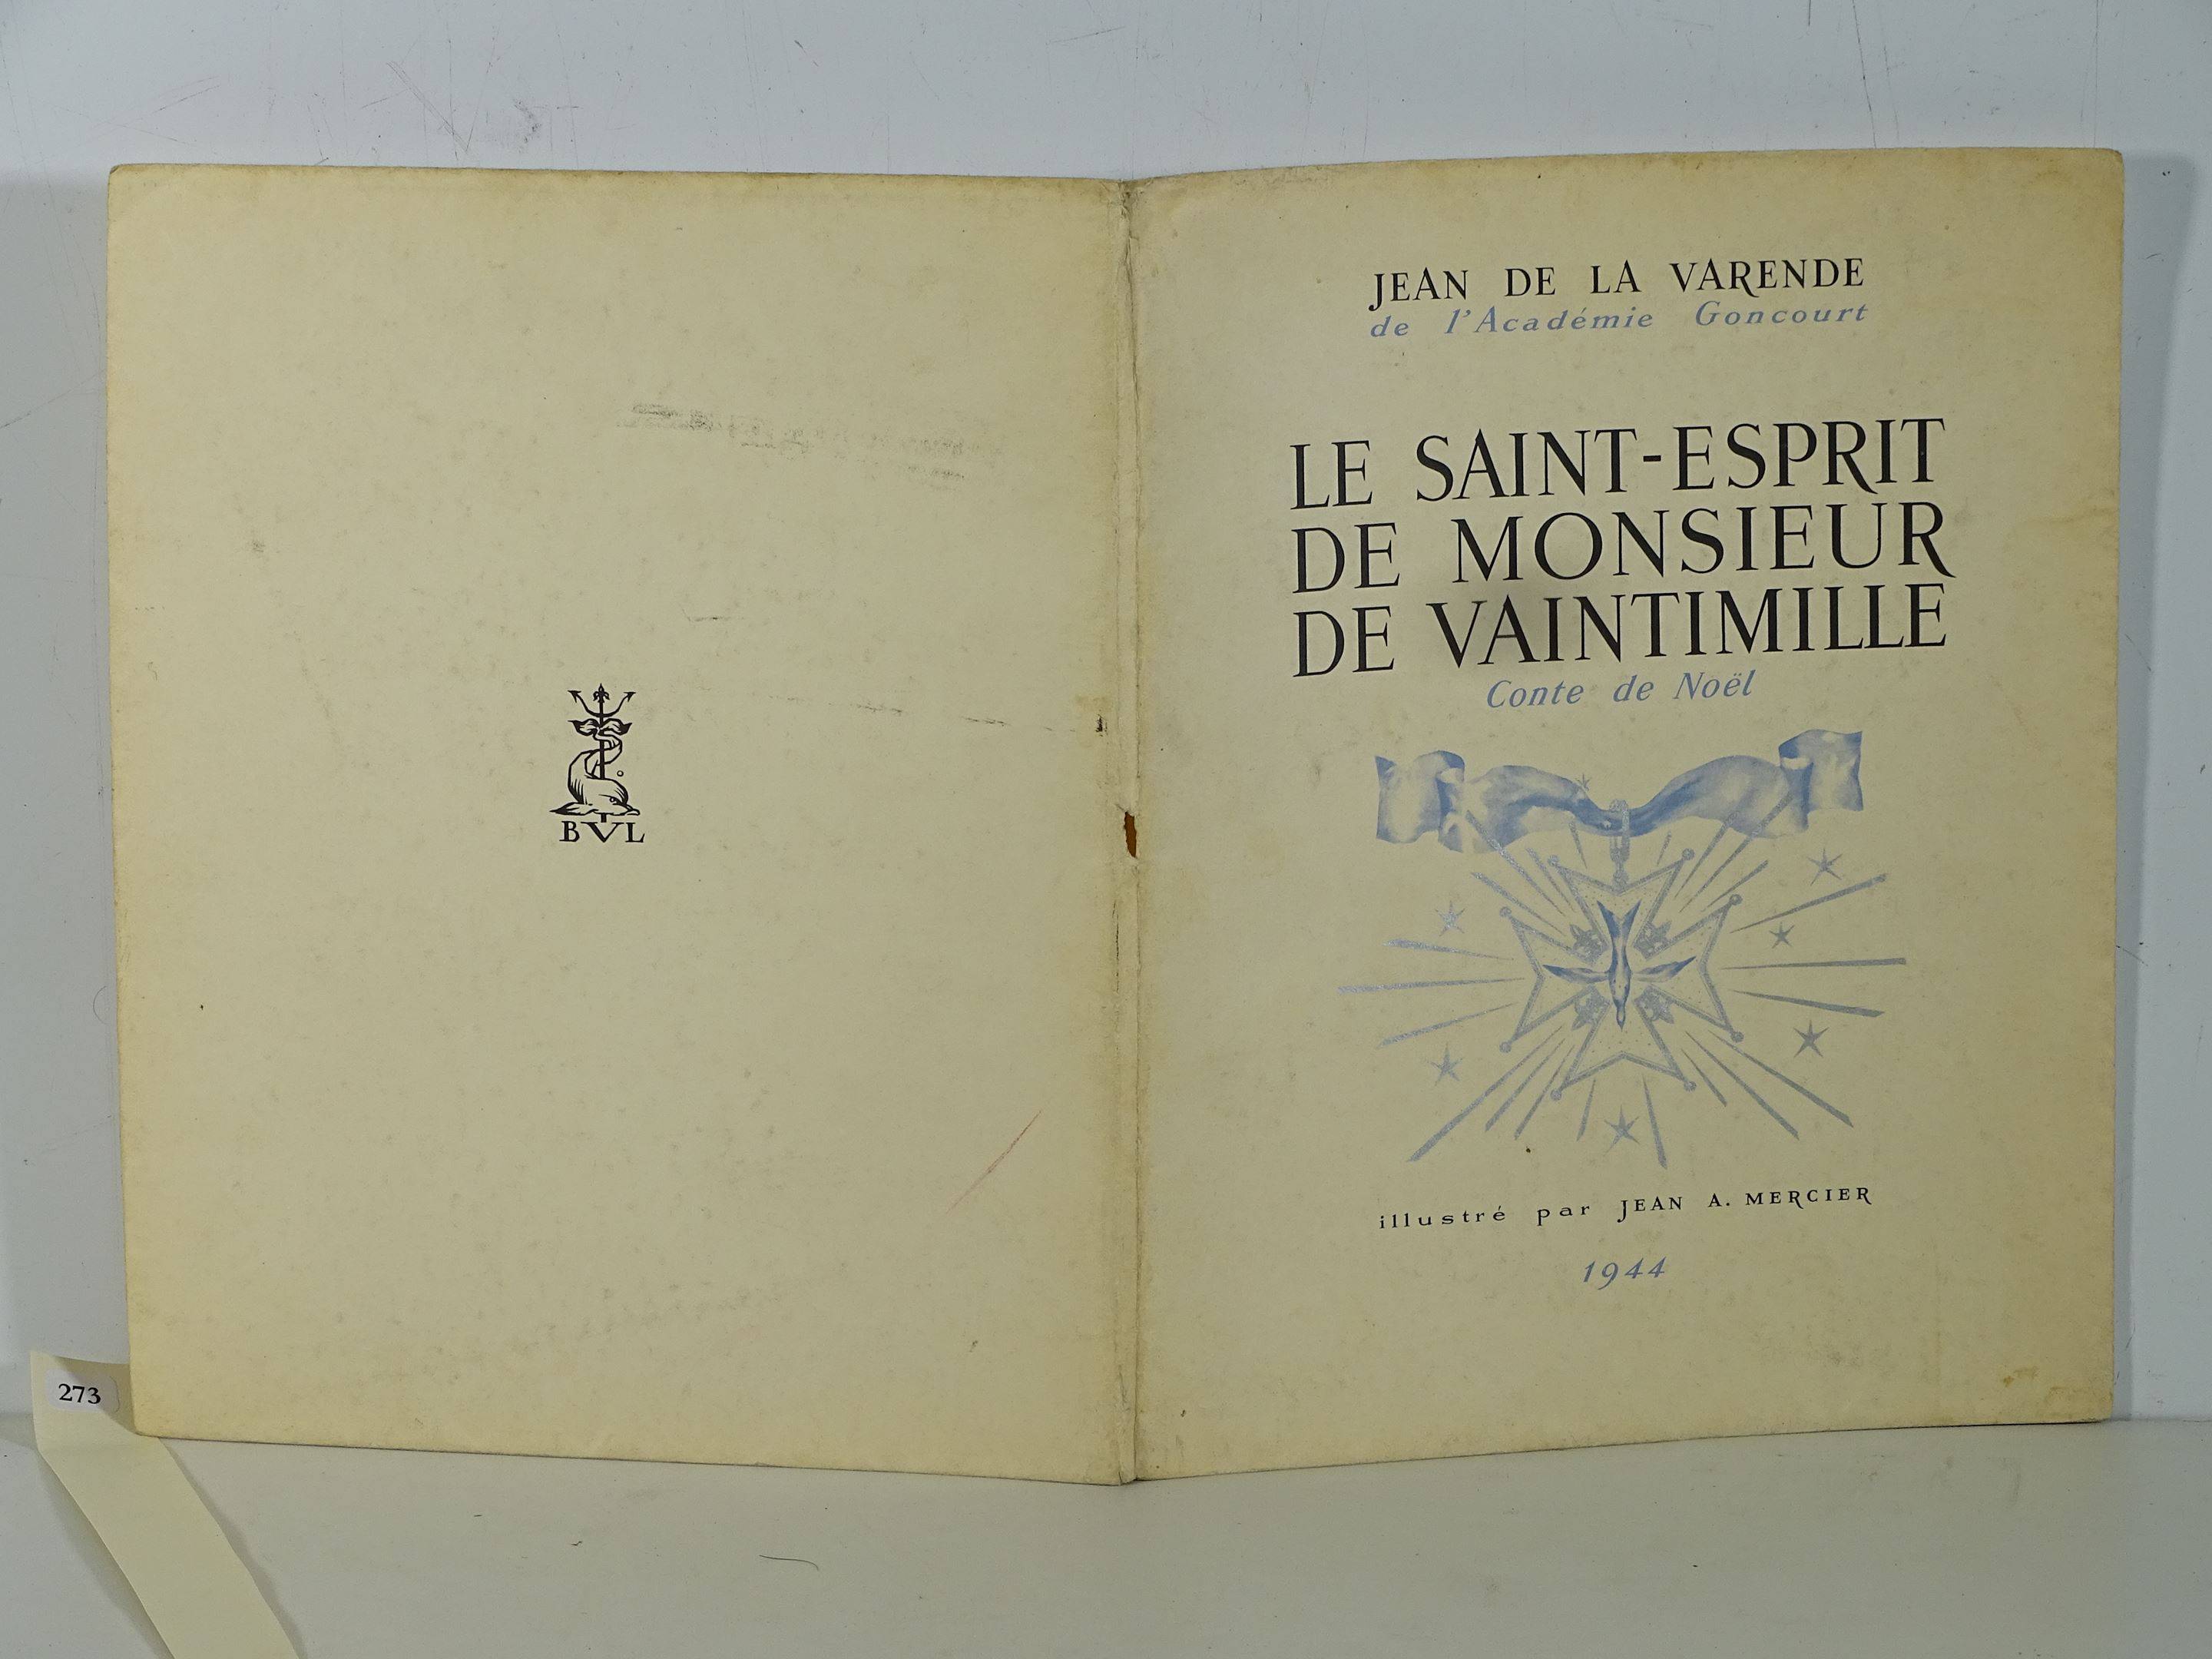 JEAN DE LA VARENDE
de l'Académie Goncourt
LE SAINT-ESPRIT
DE MONSIEUR
DE VAINTIMILLE
Conte de Noël
illustré par JEAN A. MERCIER
1944
BVL
273